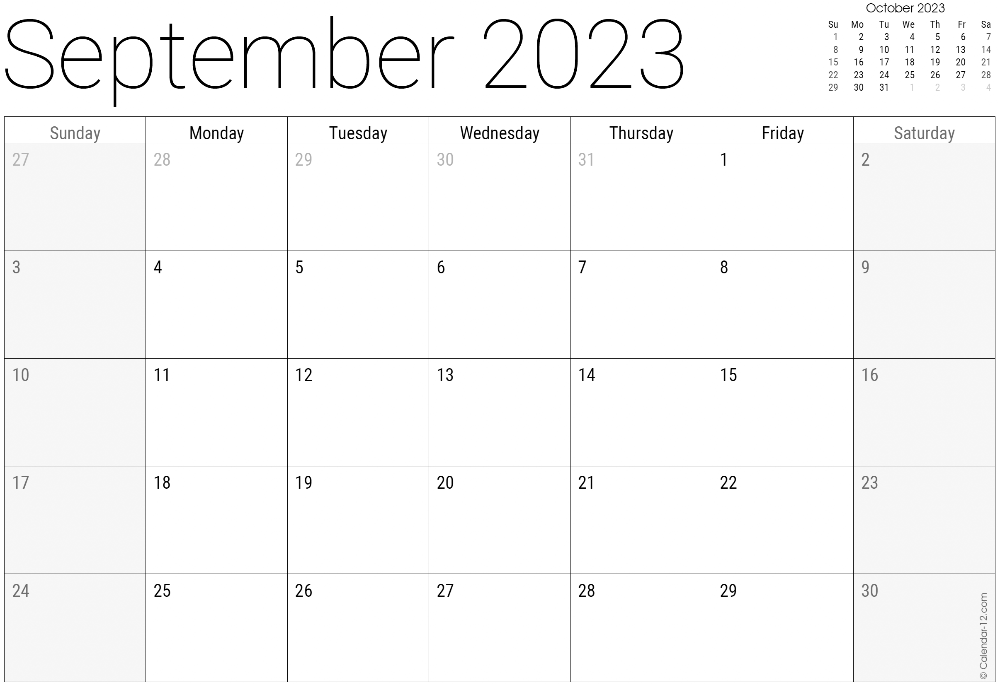 September 2023
October 2023
Su Mo Tu We Th Fr Sa
1 2 3 4 5 6 7
8 9 10 11 12 13 14
15 16 17 18 19 20 21
22 23 24 25 26 27 28
29 30 31 1 2 3 4
Sunday Monday Tuesday Wednesday Thursday Friday Saturday
27 28 29 30 31 1 2
3 4 5 6 7 8 9
10 11 12 13 14 15 16
17 18 19 20 21 22 23
24 25 26 27 28 29 30
© Calendar-12.com